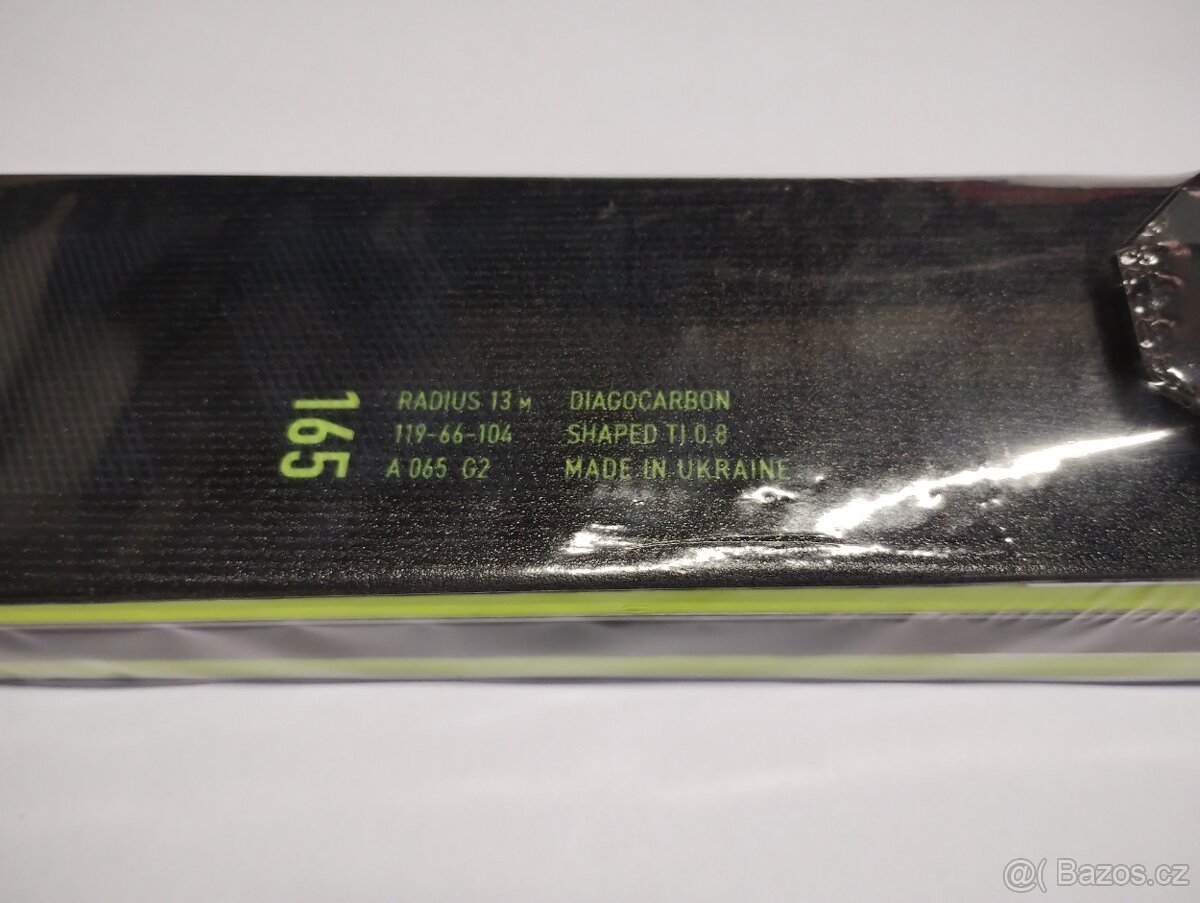 165
RADIUS 13 M
119-66-104
A 065 G2
DIAGOCARBON
SHAPED TI 0.8
MADE IN UKRAINE
@( Bazos.cz